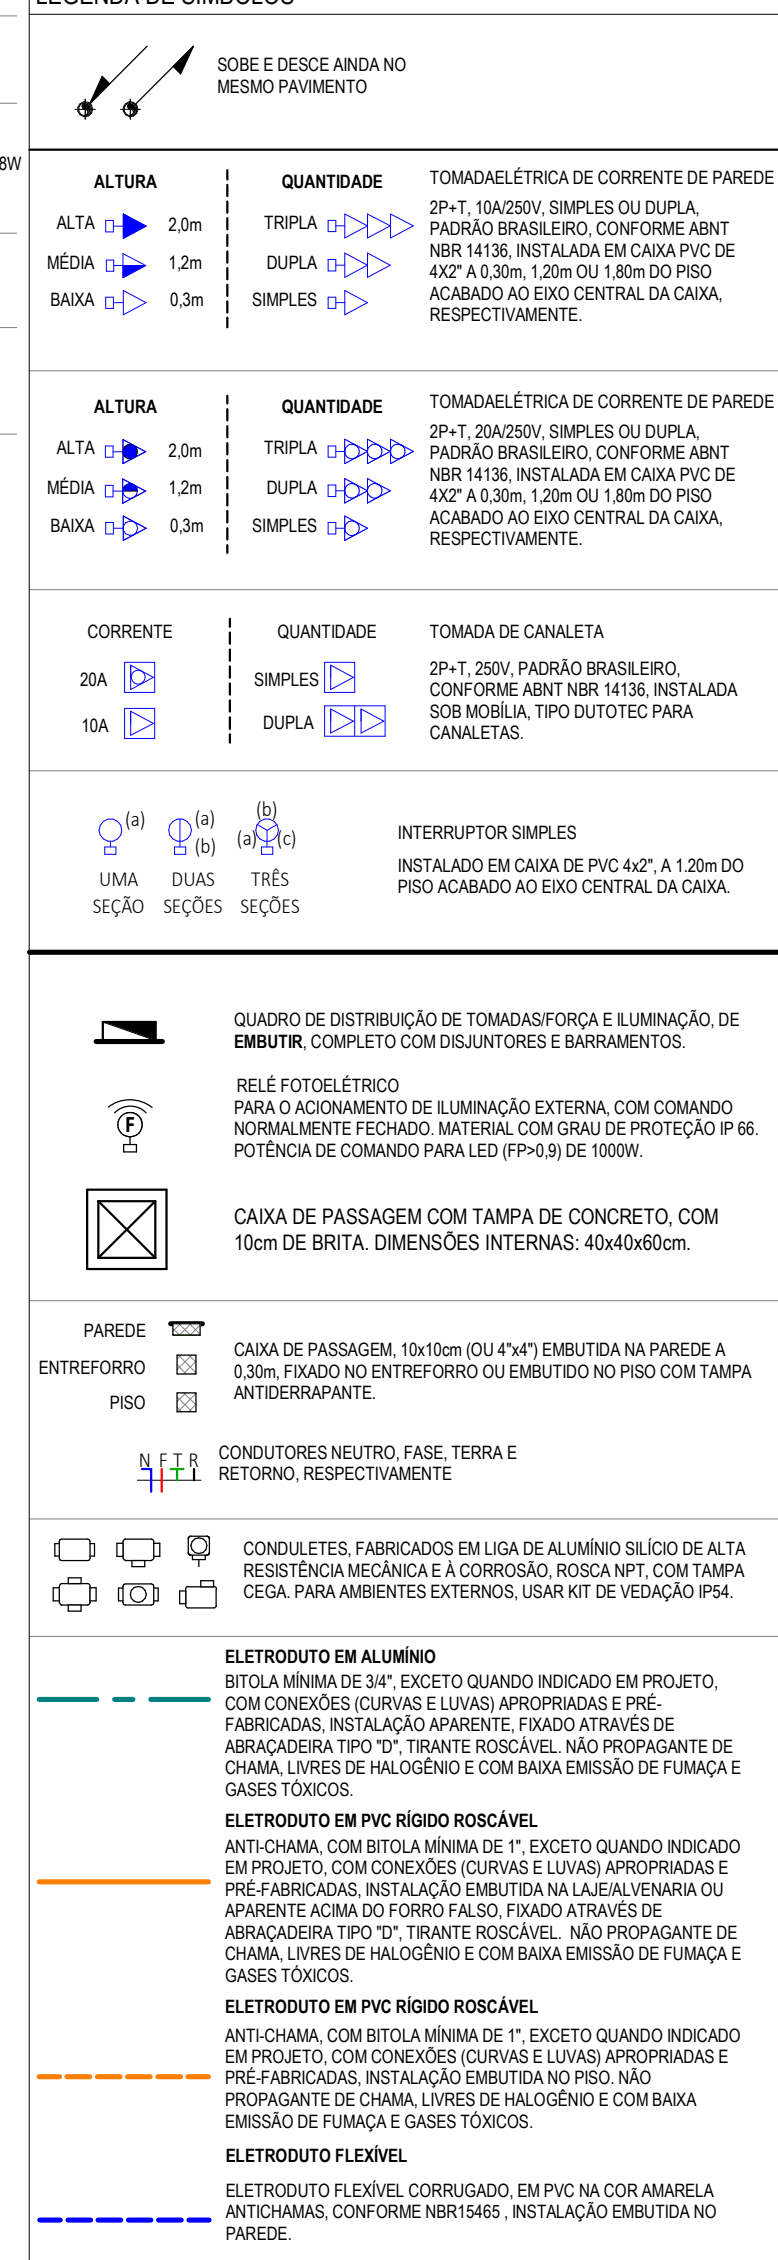 LEGENDA DE SÍMBOLOS
SOBE E DESCE AINDA NO
MESMO PAVIMENTO
8W
ALTURA
ALTA 2,0m
MÉDIA 1,2m
BAIXA 0,3m
QUANTIDADE
TRIPLA
DUPLA
SIMPLES
TOMADAELÉTRICA DE CORRENTE DE PAREDE
2P+T, 10A/250V, SIMPLES OU DUPLA,
PADRÃO BRASILEIRO, CONFORME ABNT
NBR 14136, INSTALADA EM CAIXA PVC DE
4X2" A 0,30m, 1,20m OU 1,80m DO PISO
ACABADO AO EIXO CENTRAL DA CAIXA,
RESPECTIVAMENTE.
ALTURA
ALTA 2,0m
MÉDIA 1,2m
BAIXA 0,3m
QUANTIDADE
TRIPLA
DUPLA
SIMPLES
TOMADAELÉTRICA DE CORRENTE DE PAREDE
2P+T, 20A/250V, SIMPLES OU DUPLA,
PADRÃO BRASILEIRO, CONFORME ABNT
NBR 14136, INSTALADA EM CAIXA PVC DE
4X2" A 0,30m, 1,20m OU 1,80m DO PISO
ACABADO AO EIXO CENTRAL DA CAIXA,
RESPECTIVAMENTE.
CORRENTE
20A
10A
QUANTIDADE
SIMPLES
DUPLA
TOMADA DE CANALETA
2P+T, 250V, PADRÃO BRASILEIRO,
CONFORME ABNT NBR 14136, INSTALADA
SOB MOBÍLIA, TIPO DUTOTEC PARA
CANALETAS.
(a)
UMA
SEÇÃO
(a)
(b)
DUAS
SEÇÕES
(b)
(a) (c)
TRÊS
SEÇÕES
INTERRUPTOR SIMPLES
INSTALADO EM CAIXA DE PVC 4x2", A 1.20m DO
PISO ACABADO AO EIXO CENTRAL DA CAIXA.
QUADRO DE DISTRIBUIÇÃO DE TOMADAS/FORÇA E ILUMINAÇÃO, DE
EMBUTIR, COMPLETO COM DISJUNTORES E BARRAMENTOS.
F
RELÉ FOTOELÉTRICO
PARA O ACIONAMENTO DE ILUMINAÇÃO EXTERNA, COM COMANDO
NORMALMENTE FECHADO. MATERIAL COM GRAU DE PROTEÇÃO IP 66.
POTÊNCIA DE COMANDO PARA LED (FP>0,9) DE 1000W.
CAIXA DE PASSAGEM COM TAMPA DE CONCRETO, COM
10cm DE BRITA. DIMENSÕES INTERNAS: 40x40x60cm.
PAREDE
ENTREFORRO
PISO
CAIXA DE PASSAGEM, 10x10cm (OU 4"x4") EMBUTIDA NA PAREDE A
0,30m, FIXADO NO ENTREFORRO OU EMBUTIDO NO PISO COM TAMPA
ANTIDERRAPANTE.
N F T R
CONDUTORES NEUTRO, FASE, TERRA E
RETORNO, RESPECTIVAMENTE
CONDULETES, FABRICADOS EM LIGA DE ALUMÍNIO SILÍCIO DE ALTA
RESISTÊNCIA MECÂNICA E À CORROSÃO, ROSCA NPT, COM TAMPA
CEGA. PARA AMBIENTES EXTERNOS, USAR KIT DE VEDAÇÃO IP54.
ELETRODUTO EM ALUMÍNIO
BITOLA MÍNIMA DE 3/4", EXCETO QUANDO INDICADO EM PROJETO,
COM CONEXÕES (CURVAS E LUVAS) APROPRIADAS E PRÉ-
FABRICADAS, INSTALAÇÃO APARENTE, FIXADO ATRAVÉS DE
ABRAÇADEIRA TIPO "D", TIRANTE ROSCÁVEL. NÃO PROPAGANTE DE
CHAMA, LIVRES DE HALOGÊNIO E COM BAIXA EMISSÃO DE FUMAÇA E
GASES TÓXICOS.
ELETRODUTO EM PVC RÍGIDO ROSCÁVEL
ANTI-CHAMA, COM BITOLA MÍNIMA DE 1", EXCETO QUANDO INDICADO
EM PROJETO, COM CONEXÕES (CURVAS E LUVAS) APROPRIADAS E
PRÉ-FABRICADAS, INSTALAÇÃO EMBUTIDA NA LAJE/ALVENARIA OU
APARENTE ACIMA DO FORRO FALSO, FIXADO ATRAVÉS DE
ABRAÇADEIRA TIPO "D", TIRANTE ROSCÁVEL. NÃO PROPAGANTE DE
CHAMA, LIVRES DE HALOGÊNIO E COM BAIXA EMISSÃO DE FUMAÇA E
GASES TÓXICOS.
ELETRODUTO EM PVC RÍGIDO ROSCÁVEL
ANTI-CHAMA, COM BITOLA MÍNIMA DE 1", EXCETO QUANDO INDICADO
EM PROJETO, COM CONEXÕES (CURVAS E LUVAS) APROPRIADAS E
PRÉ-FABRICADAS, INSTALAÇÃO EMBUTIDA NO PISO. NÃO
PROPAGANTE DE CHAMA, LIVRES DE HALOGÊNIO E COM BAIXA
EMISSÃO DE FUMAÇA E GASES TÓXICOS.
ELETRODUTO FLEXÍVEL
ELETRODUTO FLEXÍVEL CORRUGADO, EM PVC NA COR AMARELA
ANTICHAMAS, CONFORME NBR15465 , INSTALAÇÃO EMBUTIDA NO
PAREDE.